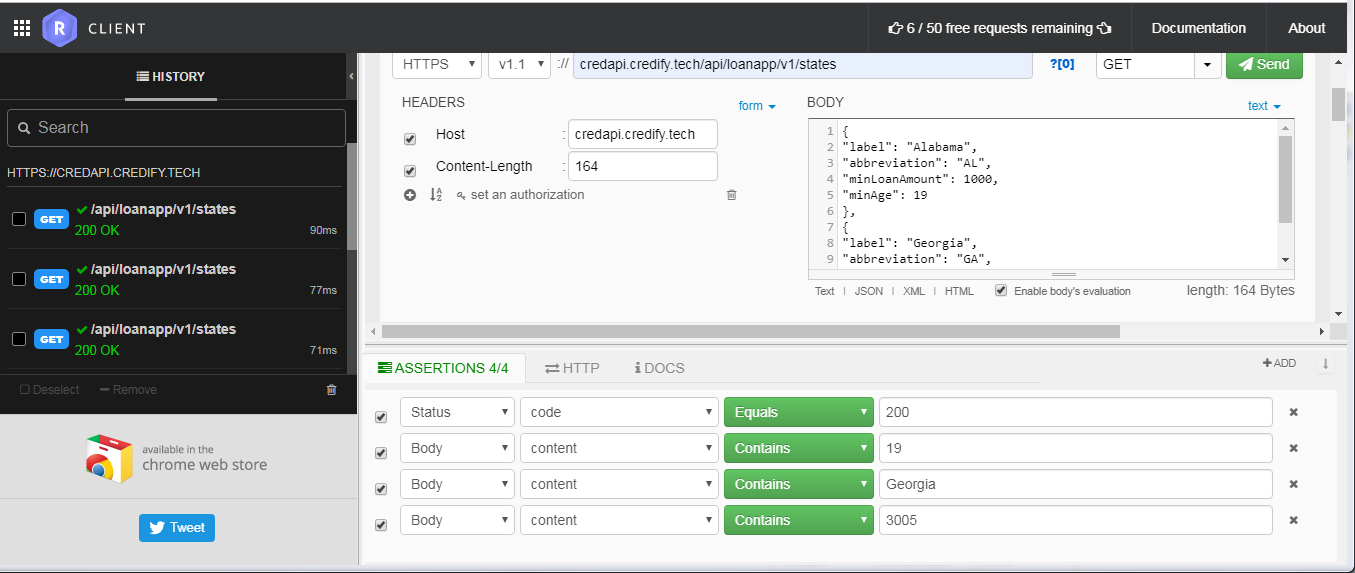 R CLIENT
6 / 50 free requests remaining
Documentation
About
HISTORY
Search
HTTPS://CREDAPI.CREDIFY.TECH
GET /api/loanapp/v1/states
200 OK 90ms
GET /api/loanapp/v1/states
200 OK 77ms
GET /api/loanapp/v1/states
200 OK 71ms
Deselect Remove
available in the
chrome web store
Tweet
HTTPS v1.1 :// credapi.credify.tech/api/loanapp/v1/states ?[0] GET Send
HEADERS form
Host : credapi.credify.tech
Content-Length : 164
set an authorization
BODY text
1 {
2 "label": "Alabama",
3 "abbreviation": "AL",
4 "minLoanAmount": 1000,
5 "minAge": 19
6 },
7 {
8 "label": "Georgia",
9 "abbreviation": "GA",
Text | JSON | XML | HTML Enable body's evaluation length: 164 Bytes
ASSERTIONS 4/4 HTTP DOCS ADD
Status code Equals 200
Body content Contains 19
Body content Contains Georgia
Body content Contains 3005